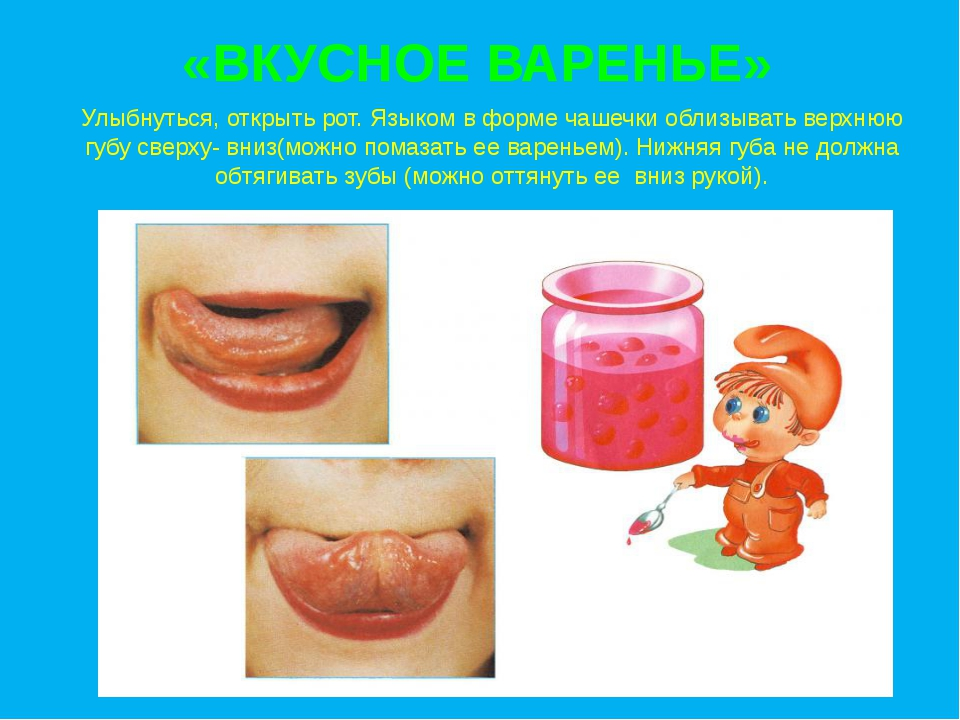 «ВКУСНОЕ ВАРЕНЬЕ»
Улыбнуться, открыть рот. Языком в форме чашечки облизывать верхнюю
губу сверху- вниз(можно помазать ее вареньем). Нижняя губа не должна
обтягивать зубы (можно оттянуть ее  вниз рукой).